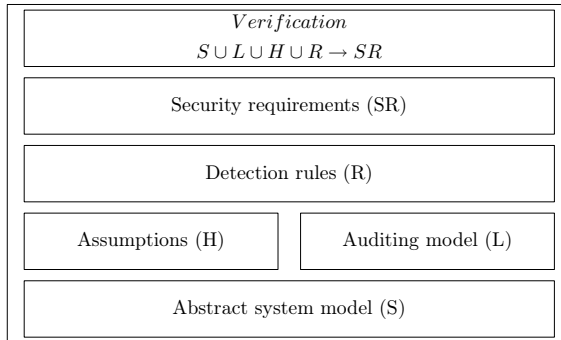 Verification
S ∪ L ∪ H ∪ R → SR
Security requirements (SR)
Detection rules (R)
Assumptions (H)
Auditing model (L)
Abstract system model (S)